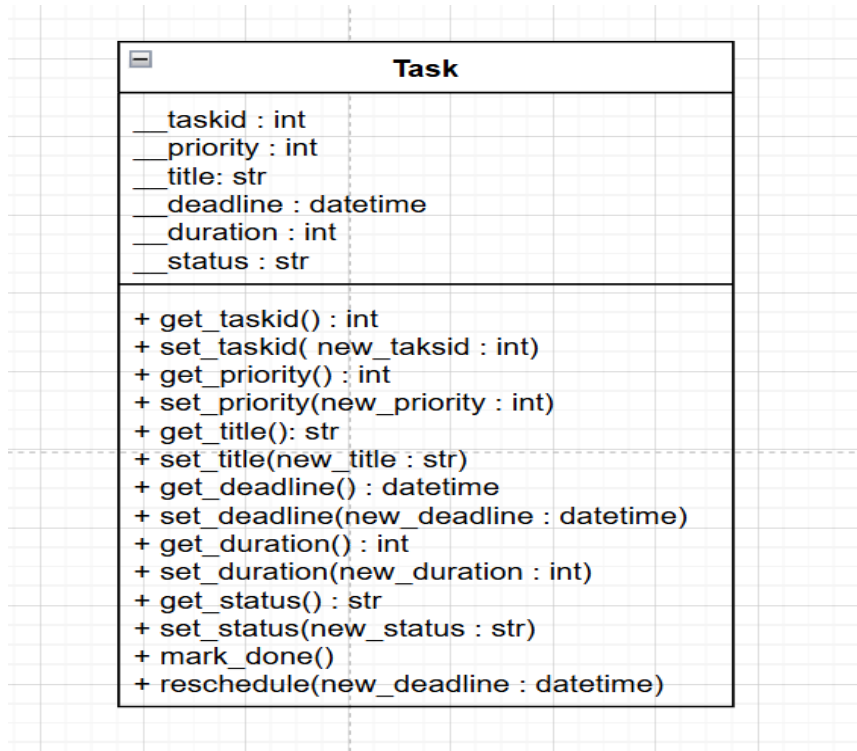 Task
__taskid : int
__priority : int
__title: str
__deadline : datetime
__duration : int
__status : str
+ get_taskid() : int
+ set_taskid( new_taksid : int)
+ get_priority() : int
+ set_priority(new_priority : int)
+ get_title(): str
+ set_title(new_title : str)
+ get_deadline() : datetime
+ set_deadline(new_deadline : datetime)
+ get_duration() : int
+ set_duration(new_duration : int)
+ get_status() : str
+ set_status(new_status : str)
+ mark_done()
+ reschedule(new_deadline : datetime)